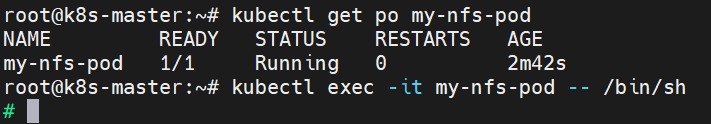 root@k8s-master:~# kubectl get po my-nfs-pod
NAME         READY   STATUS    RESTARTS   AGE
my-nfs-pod   1/1     Running   0          2m42s
root@k8s-master:~# kubectl exec -it my-nfs-pod -- /bin/sh
#